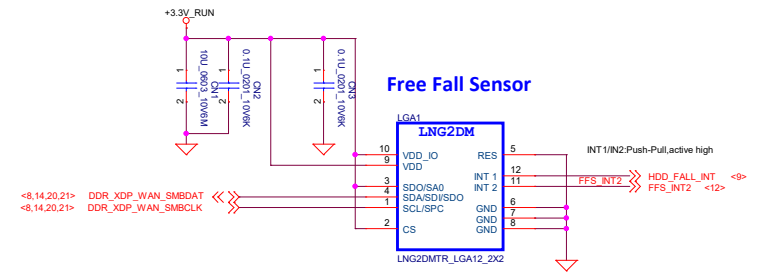 +3.3V_RUN
1
2
10U_0603_10V6M
CN1
1
2
0.1U_0201_10V6K
CN2
1
2
0.1U_0201_10V6K
CN3
Free Fall Sensor
LGA1
LNG2DM
10 VDD_IO
9 VDD
3 SDO/SA0
4 SDA/SDI/SDO
1 SCL/SPC
2 CS
RES 5
INT 1 12
INT 2 11
GND 6
GND 7
GND 8
LNG2DMTR_LGA12_2X2
INT1/IN2:Push-Pull,active high
HDD_FALL_INT <9>
FFS_INT2
FFS_INT2 <12>
<8,14,20,21> DDR_XDP_WAN_SMBDAT
<8,14,20,21> DDR_XDP_WAN_SMBCLK